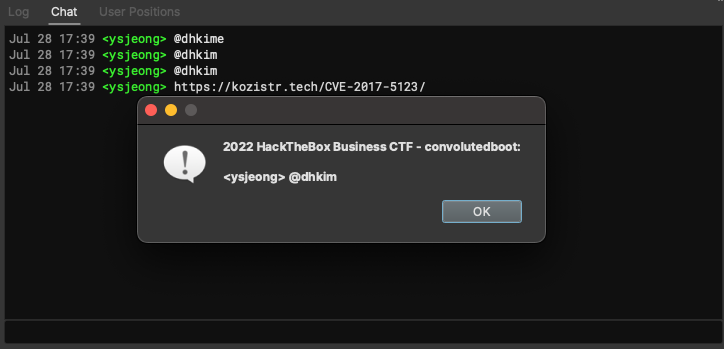 Log Chat User Positions
Jul 28 17:39 <ysjeong> @dhkime
Jul 28 17:39 <ysjeong> @dhkim
Jul 28 17:39 <ysjeong> @dhkim
Jul 28 17:39 <ysjeong> https://kozistr.tech/CVE-2017-5123/
2022 HackTheBox Business CTF - convolutedboot:
<ysjeong> @dhkim
OK